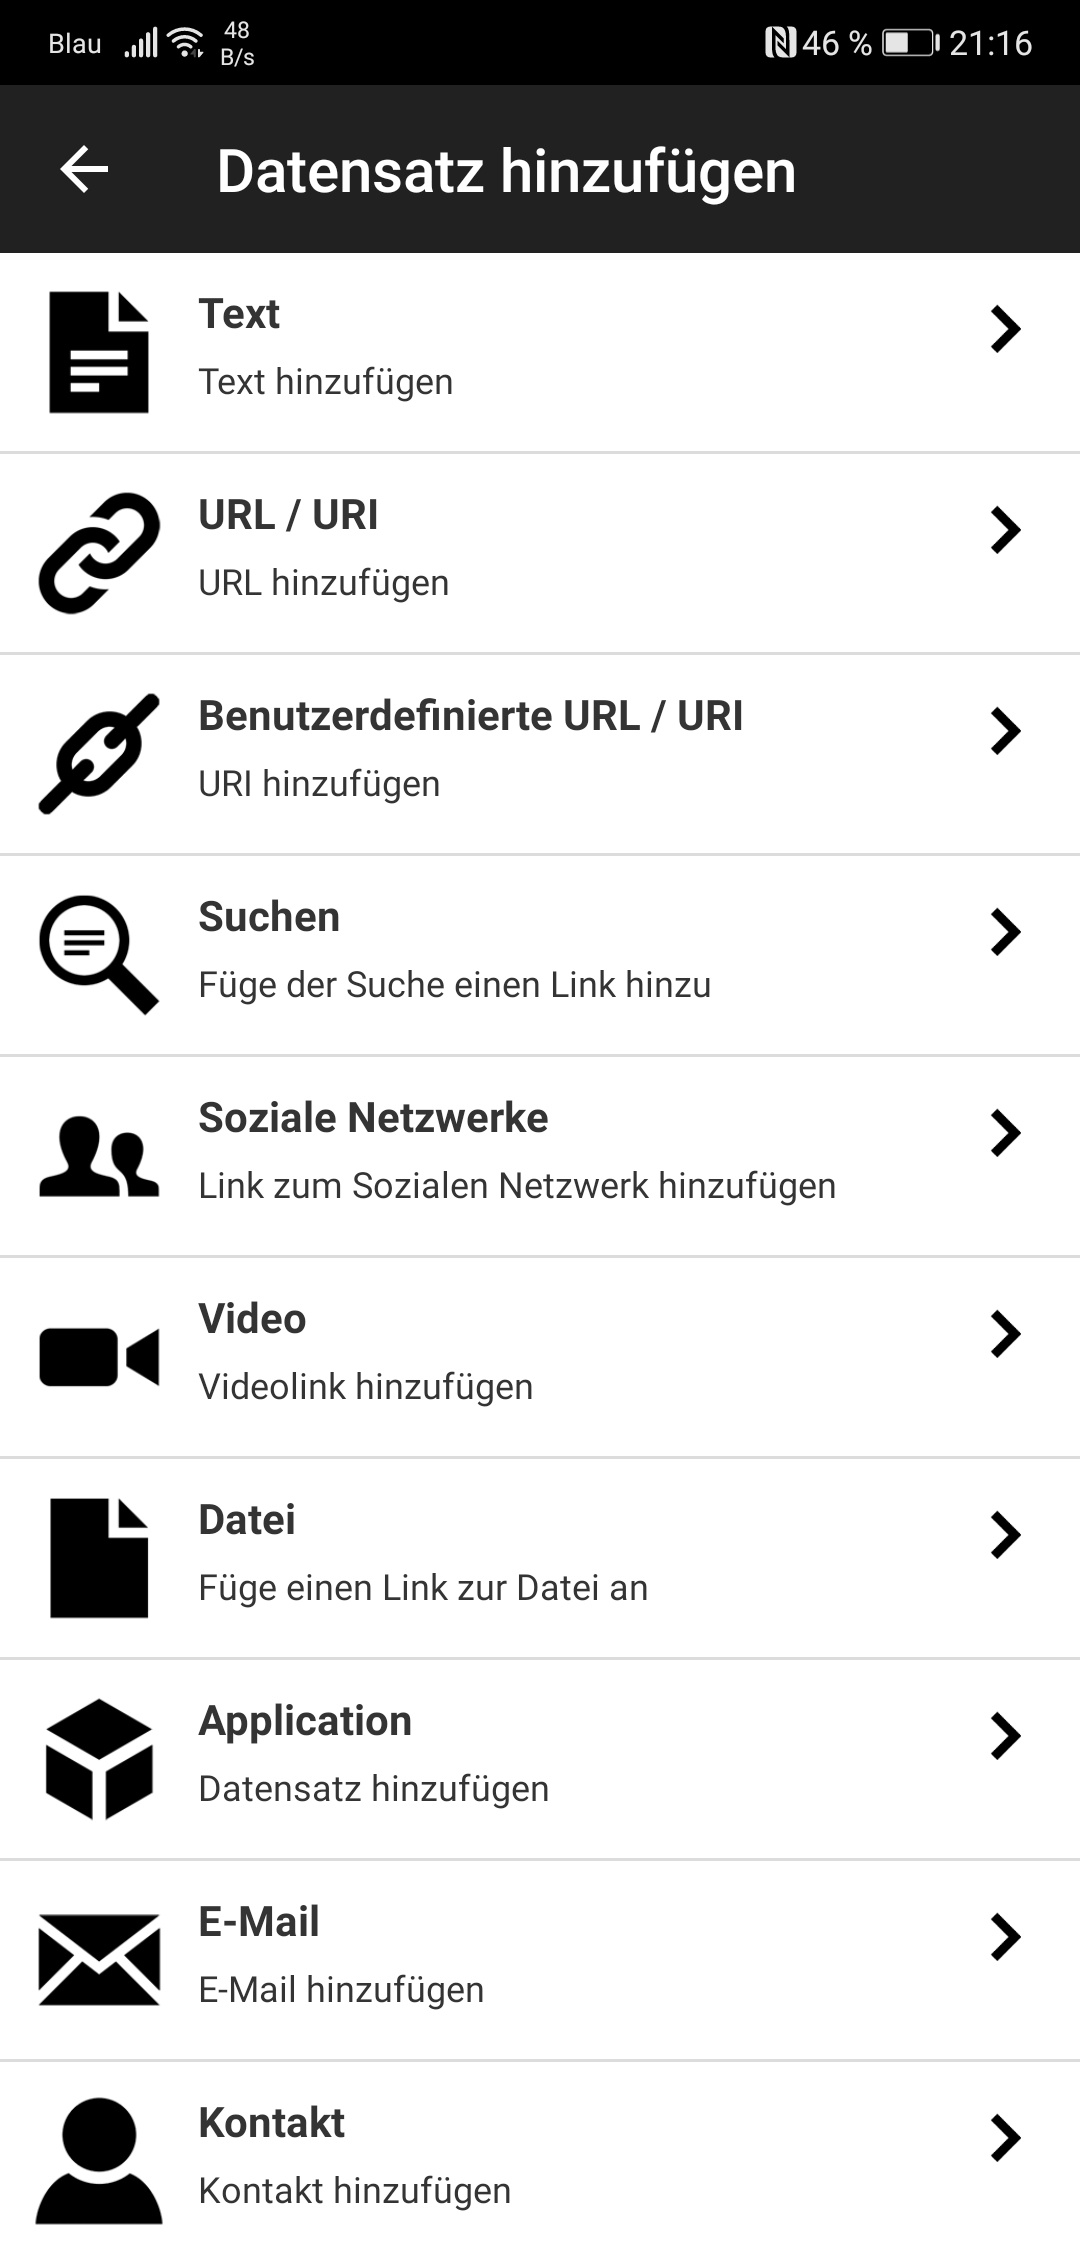 Blau 48 B/s 46 % 21:16
Datensatz hinzufügen
Text
Text hinzufügen
URL / URI
URL hinzufügen
Benutzerdefinierte URL / URI
URI hinzufügen
Suchen
Füge der Suche einen Link hinzu
Soziale Netzwerke
Link zum Sozialen Netzwerk hinzufügen
Video
Videolink hinzufügen
Datei
Füge einen Link zur Datei an
Application
Datensatz hinzufügen
E-Mail
E-Mail hinzufügen
Kontakt
Kontakt hinzufügen